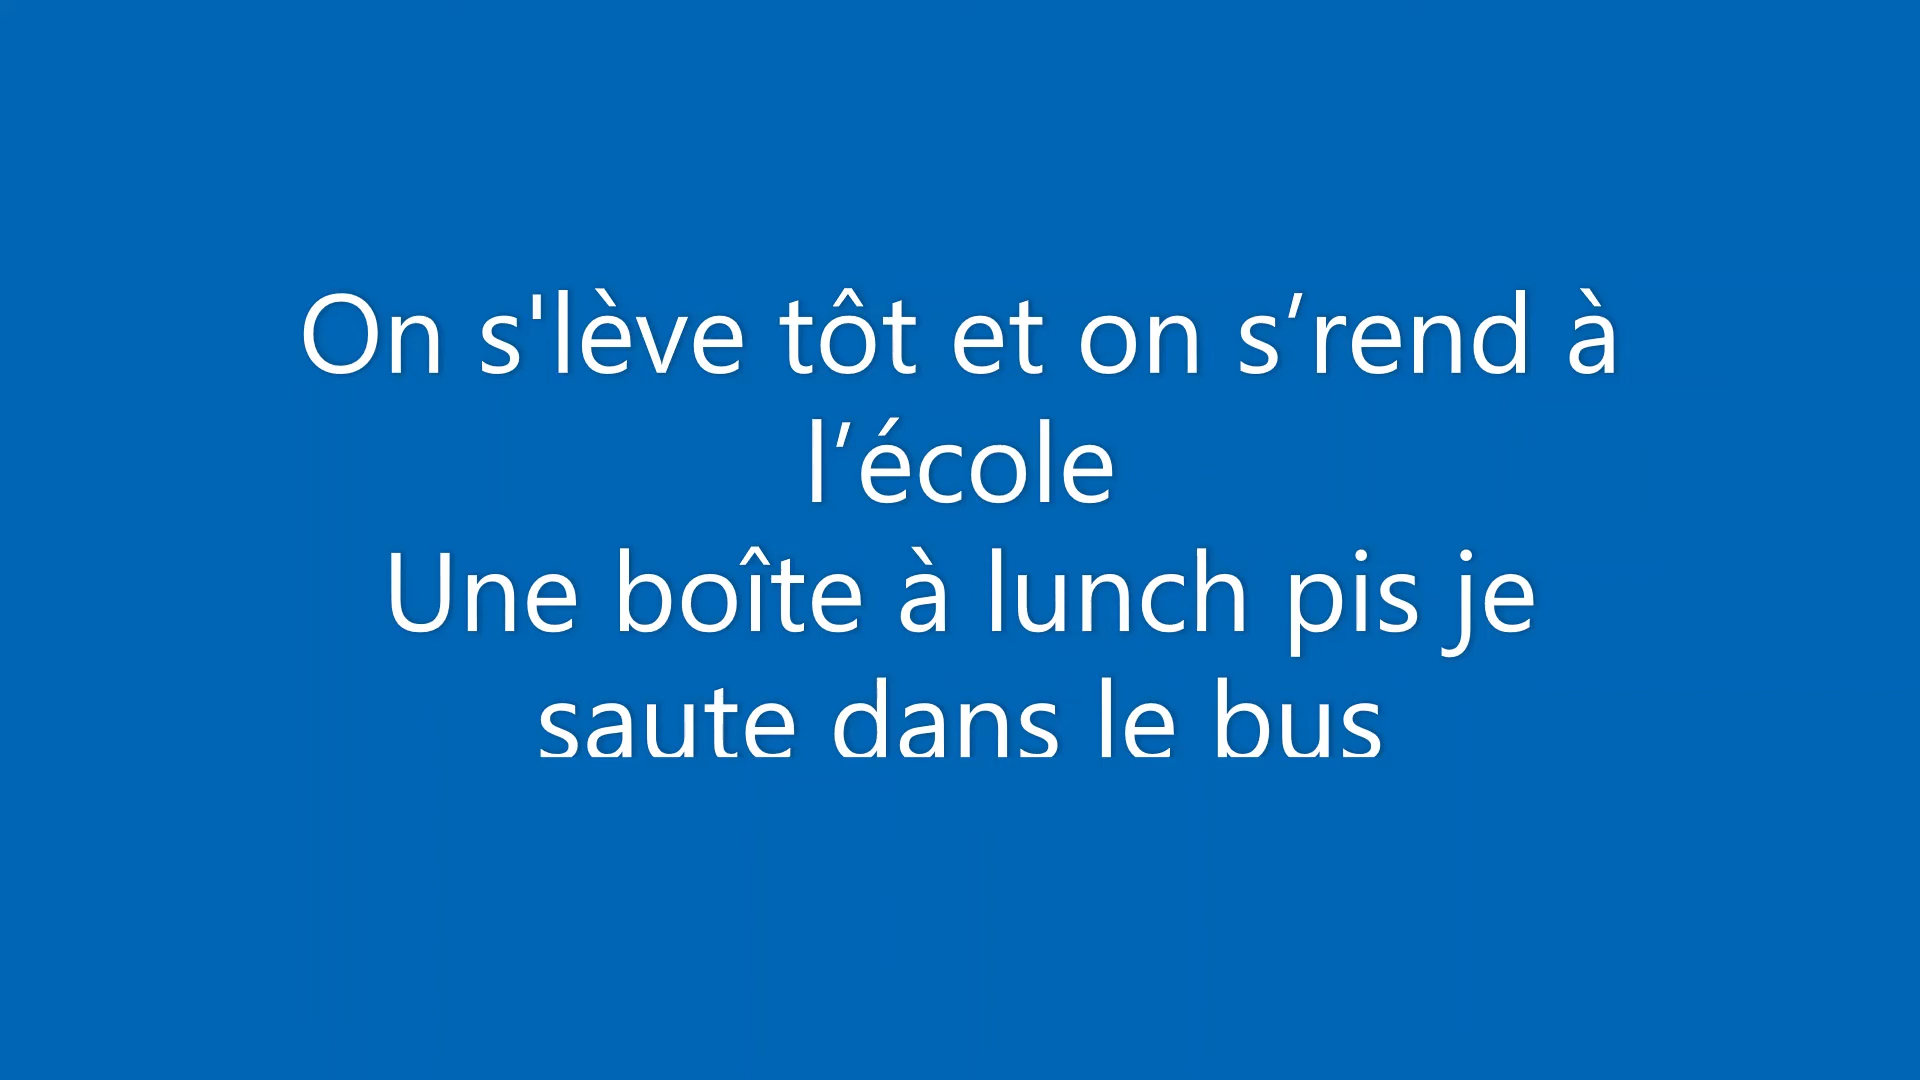 On s'lève tôt et on s’rend à
l’école
Une boîte à lunch pis je
saute dans le bus